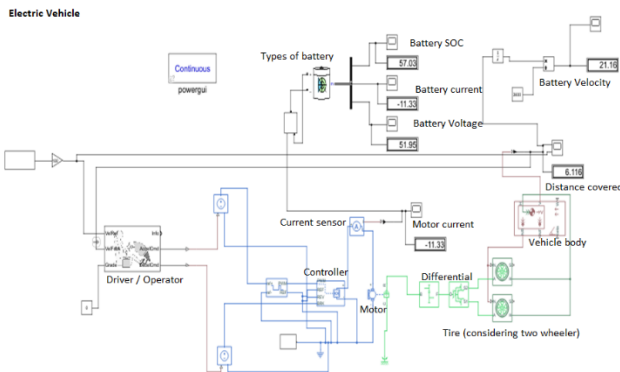 Electric Vehicle
Continuous
powergui
Types of battery
Battery SOC
57.03
Battery current
-11.33
Battery Voltage
51.95
21.16
Battery Velocity
6.116
Distance covered
Vehicle body
Current sensor
Motor current
-11.33
Driver / Operator
Controller
Motor
Differential
Tire (considering two wheeler)